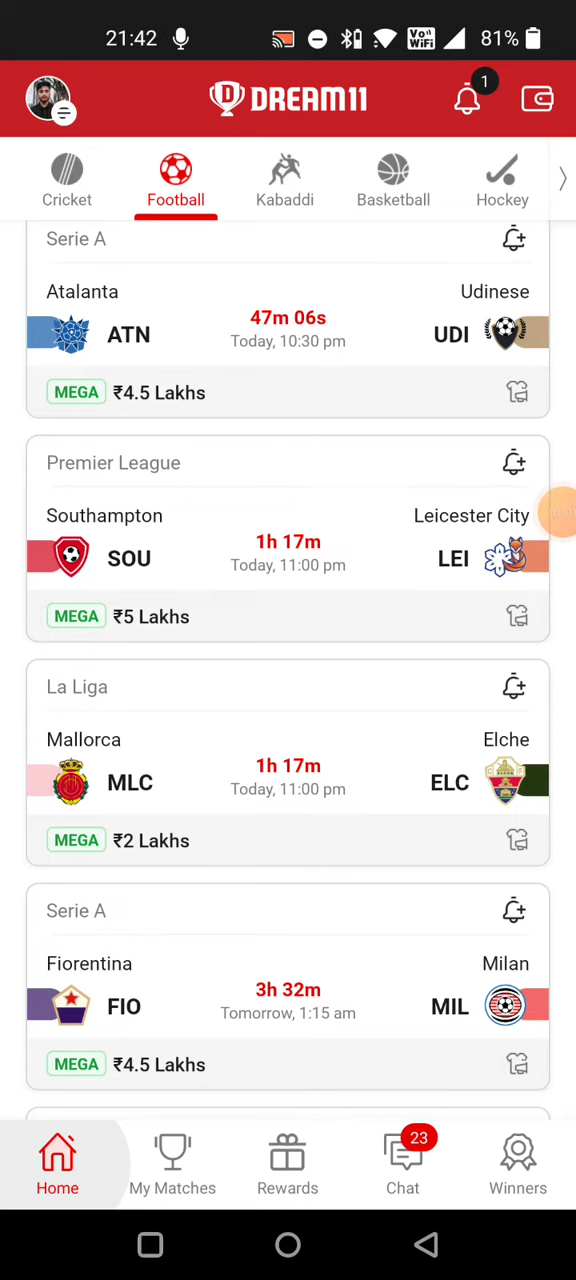 21:42
Vo)) WiFi
81%
DREAM11
1
Cricket
Football
Kabaddi
Basketball
Hockey
Serie A
Atalanta
Udinese
ATN
47m 06s
UDI
Today, 10:30 pm
MEGA ₹4.5 Lakhs
Premier League
Southampton
Leicester City
SOU
1h 17m
LEI
Today, 11:00 pm
MEGA ₹5 Lakhs
La Liga
Mallorca
Elche
MLC
1h 17m
ELC
Today, 11:00 pm
MEGA ₹2 Lakhs
Serie A
Fiorentina
Milan
FIO
3h 32m
MIL
Tomorrow, 1:15 am
MEGA ₹4.5 Lakhs
23
Home
My Matches
Rewards
Chat
Winners